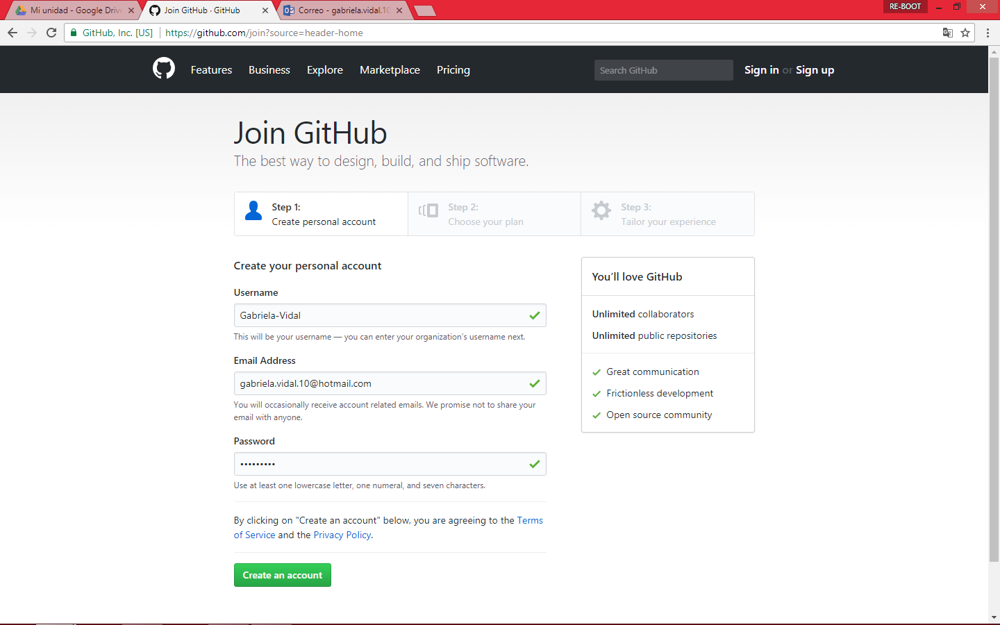 Mi unidad - Google Drive
Join GitHub · GitHub
Correo - gabriela.vidal.10
RE-BOOT
GitHub, Inc. [US]
https://github.com/join?source=header-home
Features
Business
Explore
Marketplace
Pricing
Search GitHub
Sign in or Sign up
Join GitHub
The best way to design, build, and ship software.
Step 1:
Create personal account
Step 2:
Choose your plan
Step 3:
Tailor your experience
Create your personal account
Username
Gabriela-Vidal
This will be your username — you can enter your organization's username next.
Email Address
gabriela.vidal.10@hotmail.com
You will occasionally receive account related emails. We promise not to share your
email with anyone.
Password
•••••••••
Use at least one lowercase letter, one numeral, and seven characters.
By clicking on "Create an account" below, you are agreeing to the Terms
of Service and the Privacy Policy.
Create an account
You'll love GitHub
Unlimited collaborators
Unlimited public repositories
Great communication
Frictionless development
Open source community